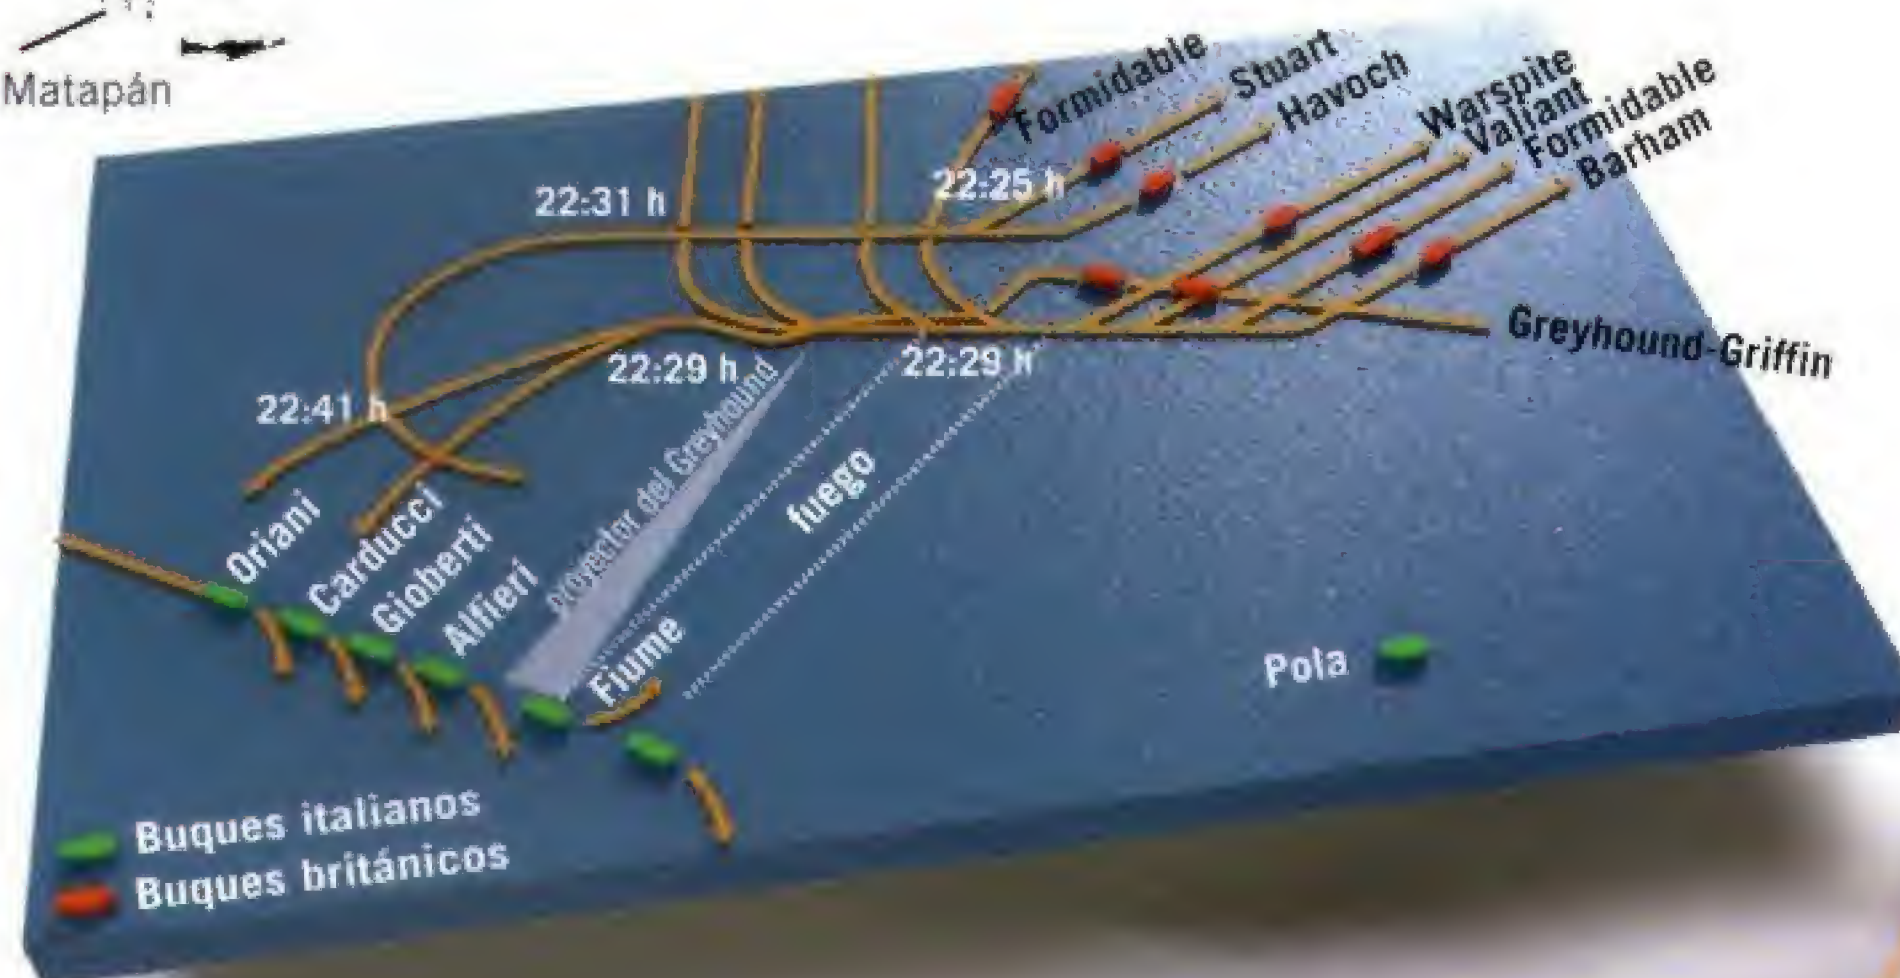 Matapán
Formidable
Stuart
Havoch
Warspite
Valiant
Formidable
Barham
22:31 h
22:25 h
Greyhound-Griffin
22:29 h
22:29 h
22:41 h
proyector del Greyhound
fuego
Oriani
Carducci
Gioberti
Alfieri
Fiume
Pola
Buques italianos
Buques británicos